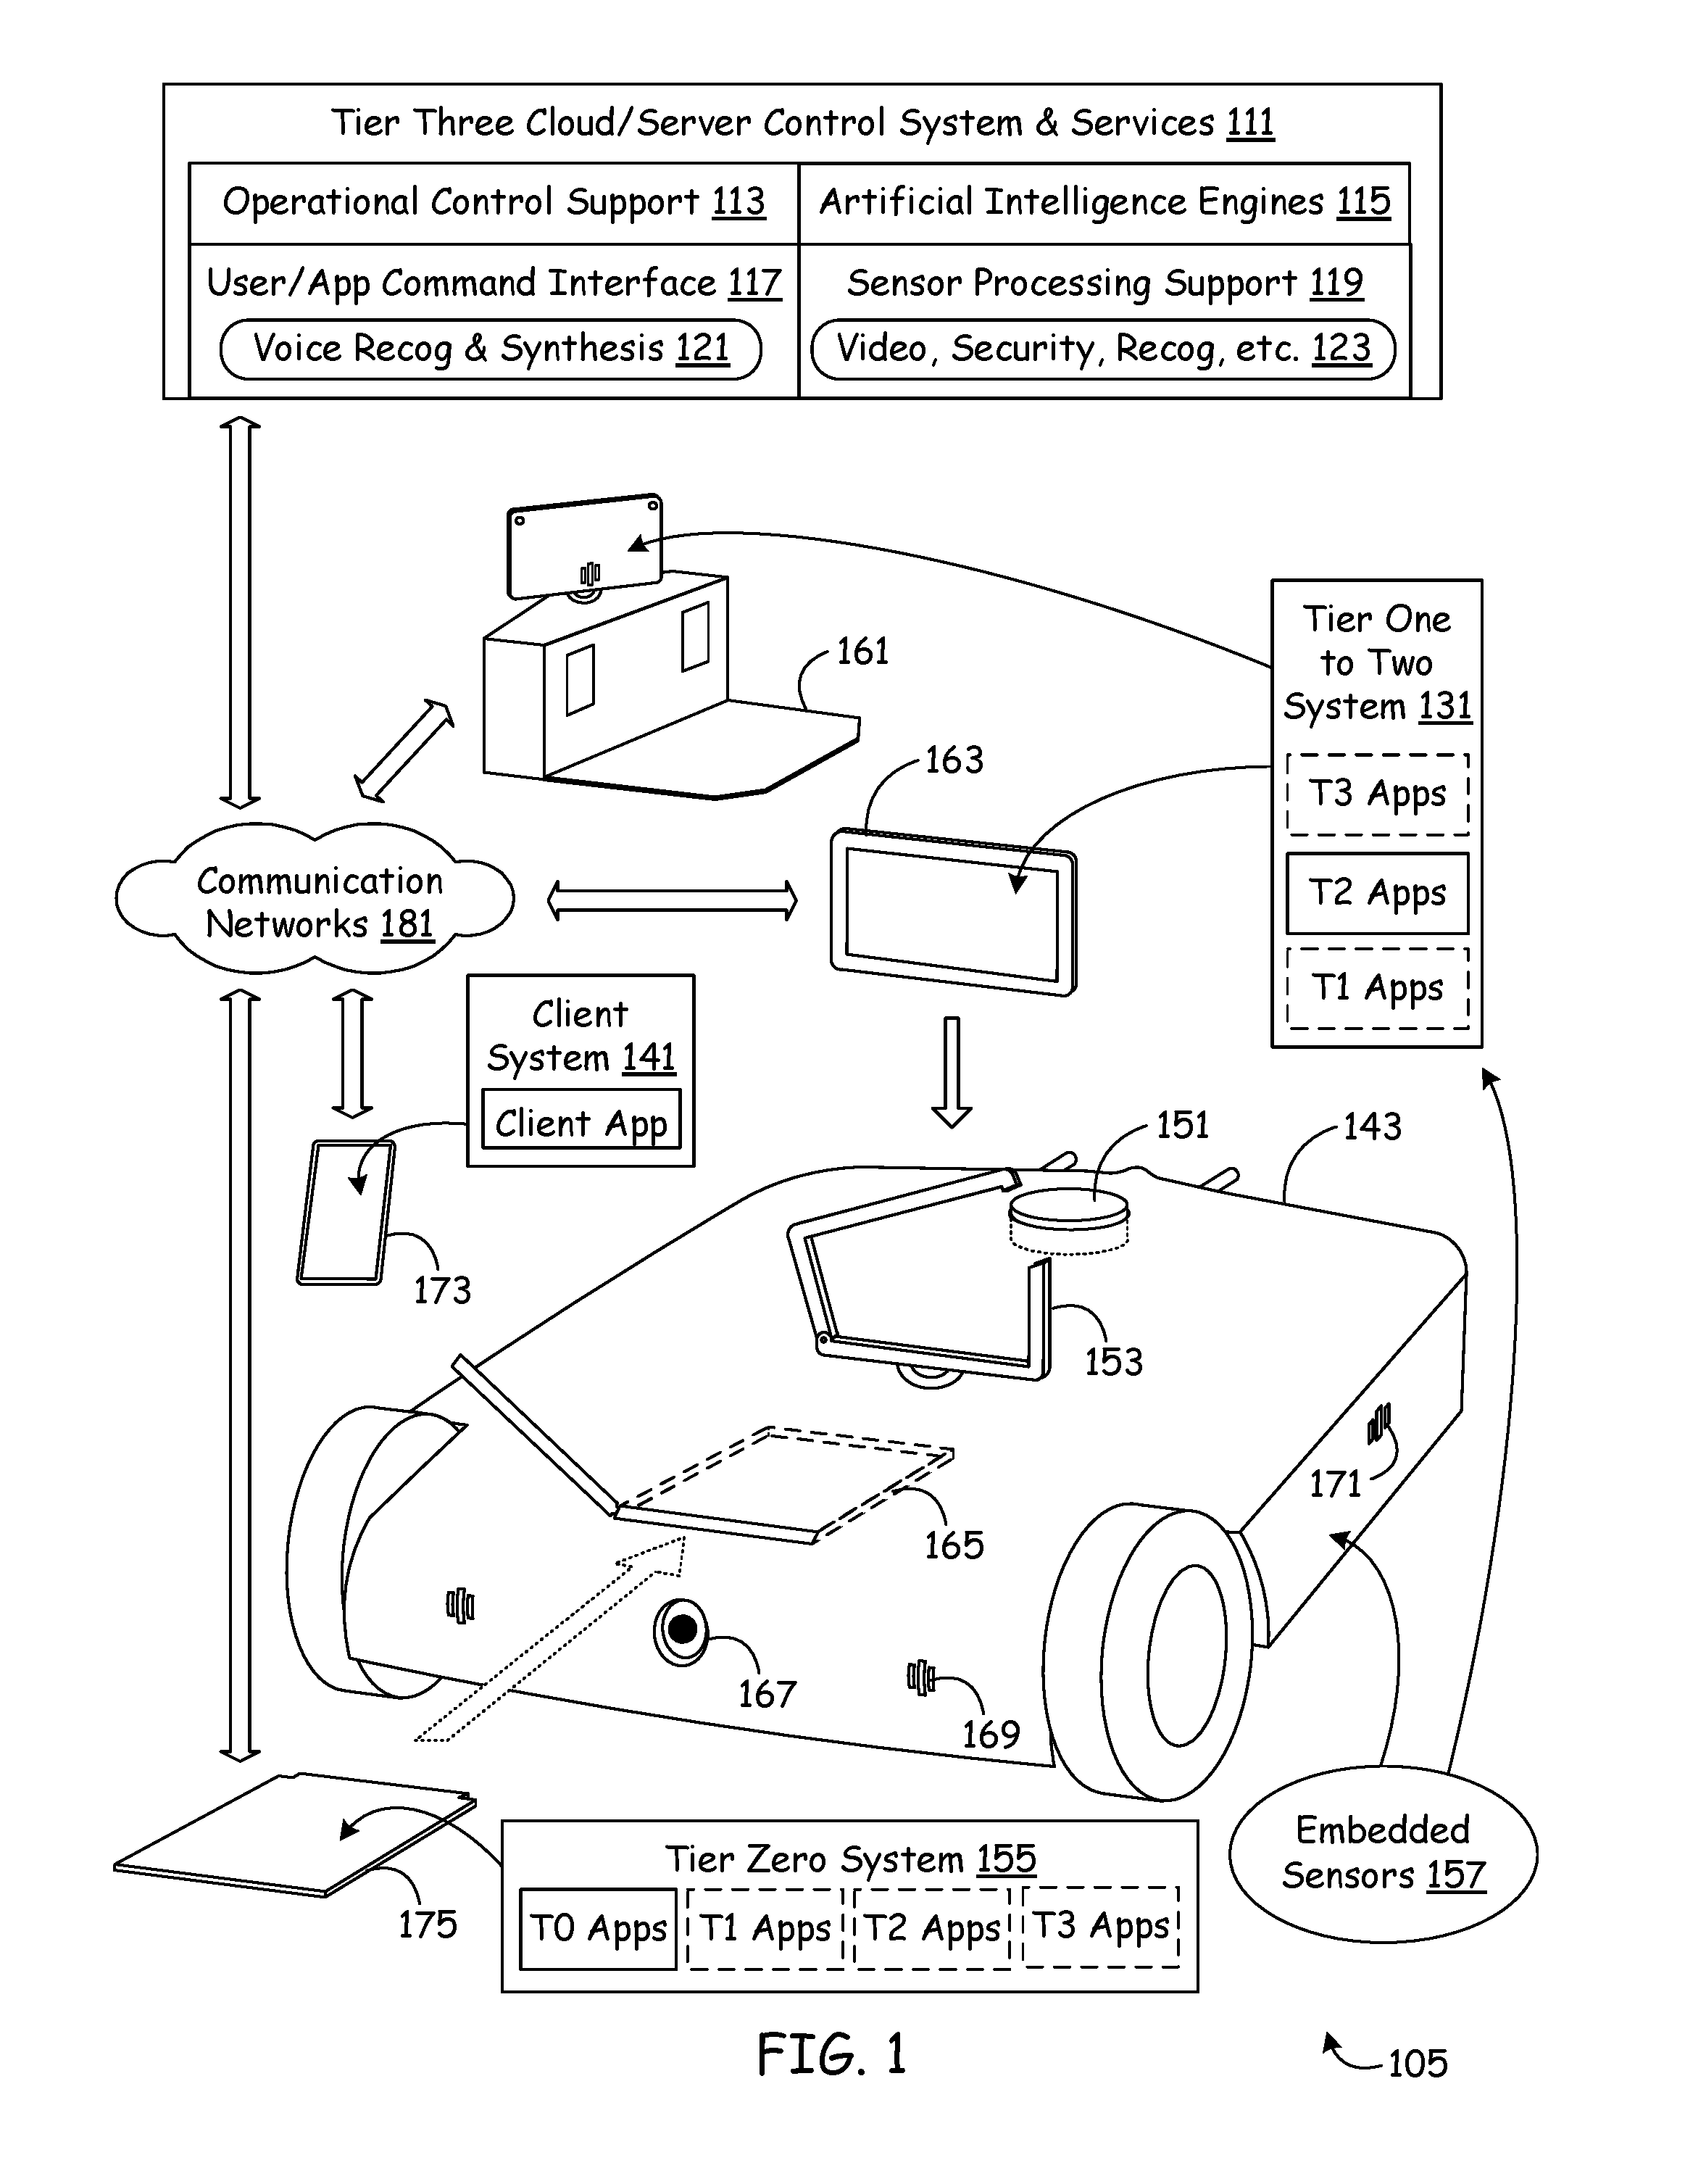 Tier Three Cloud/Server Control System & Services 111
Operational Control Support 113
Artificial Intelligence Engines 115
User/App Command Interface 117
Sensor Processing Support 119
Voice Recog & Synthesis 121
Video, Security, Recog, etc. 123
161
163
Tier One
to Two
System 131
T3 Apps
T2 Apps
T1 Apps
Communication
Networks 181
Client
System 141
Client App
173
151
143
153
171
165
167
169
175
Tier Zero System 155
T0 Apps
T1 Apps
T2 Apps
T3 Apps
Embedded
Sensors 157
FIG. 1
105